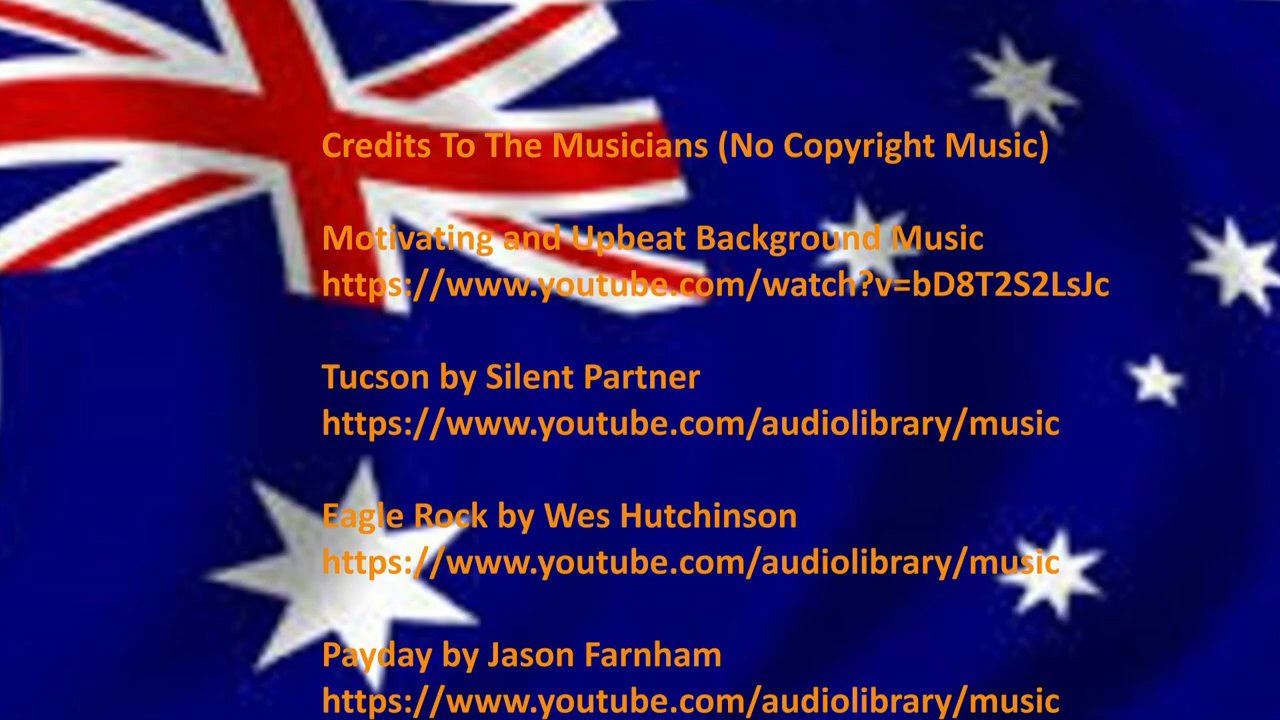 Credits To The Musicians (No Copyright Music)
Motivating and Upbeat Background Music
https://www.youtube.com/watch?v=bD8T2S2LsJc
Tucson by Silent Partner
https://www.youtube.com/audiolibrary/music
Eagle Rock by Wes Hutchinson
https://www.youtube.com/audiolibrary/music
Payday by Jason Farnham
https://www.youtube.com/audiolibrary/music